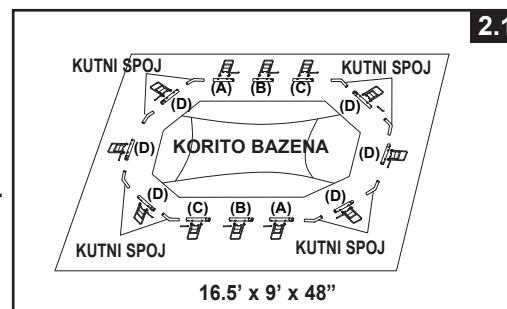 2.1
KUTNI SPOJ KUTNI SPOJ
(A) (B) (C)
(D) (D)
(D) KORITO BAZENA (D)
(D) (D)
(C) (B) (A)
KUTNI SPOJ KUTNI SPOJ
16.5’ x 9’ x 48”